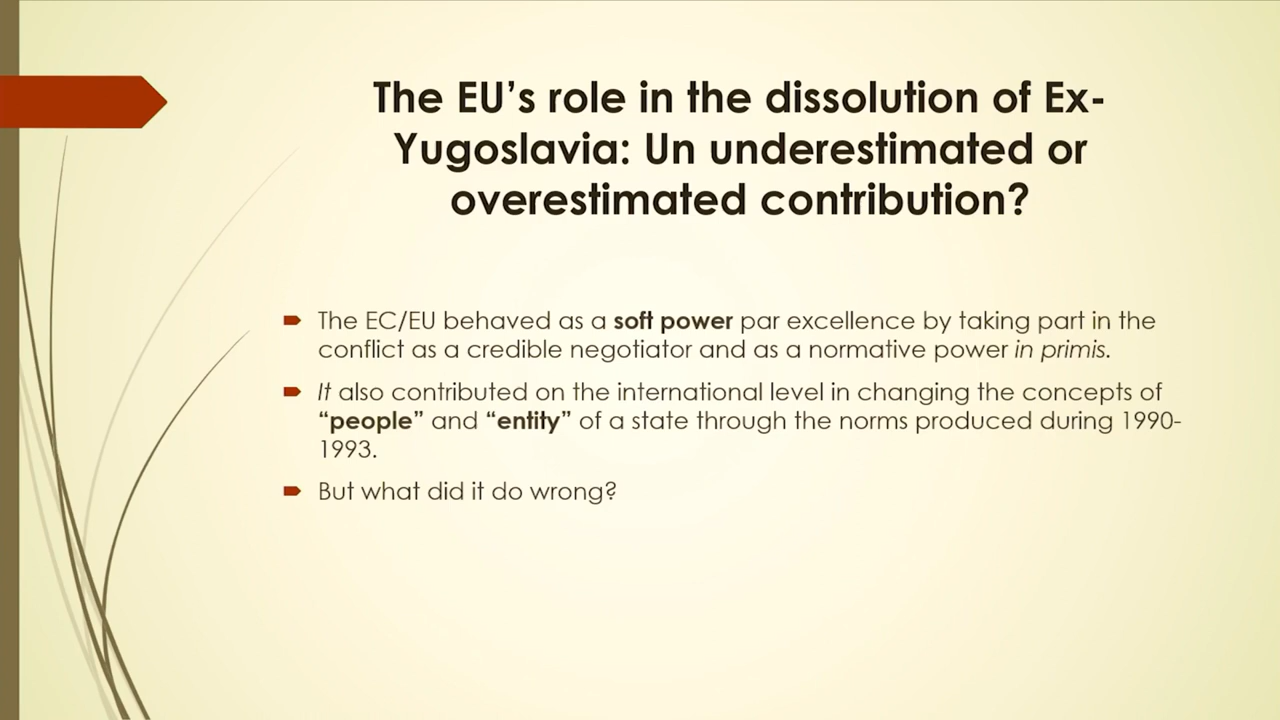 The EU’s role in the dissolution of Ex-
Yugoslavia: Un underestimated or
overestimated contribution?
The EC/EU behaved as a soft power par excellence by taking part in the
conflict as a credible negotiator and as a normative power in primis.
It also contributed on the international level in changing the concepts of
“people” and “entity” of a state through the norms produced during 1990-
1993.
But what did it do wrong?